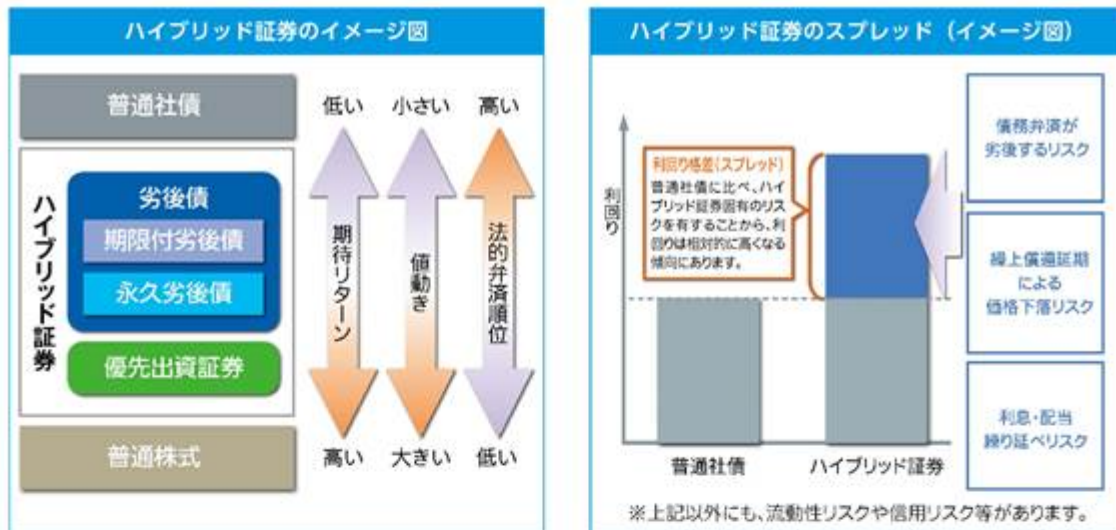 ハイブリッド証券のイメージ図
普通社債
低い 小さい 高い
ハイブリッド証券
劣後債
期限付劣後債
永久劣後債
優先出資証券
期待リターン
値動き
法的弁済順位
普通株式
高い 大きい 低い
ハイブリッド証券のスプレッド（イメージ図）
利回り
利回り格差(スプレッド)
普通社債に比べ、ハイ
ブリッド証券固有のリス
クを有することから、利
回りは相対的に高くなる
傾向にあります。
普通社債
ハイブリッド証券
債務弁済が
劣後するリスク
繰上償還延期
による
価格下落リスク
利息・配当
繰り延べリスク
※上記以外にも、流動性リスクや信用リスク等があります。